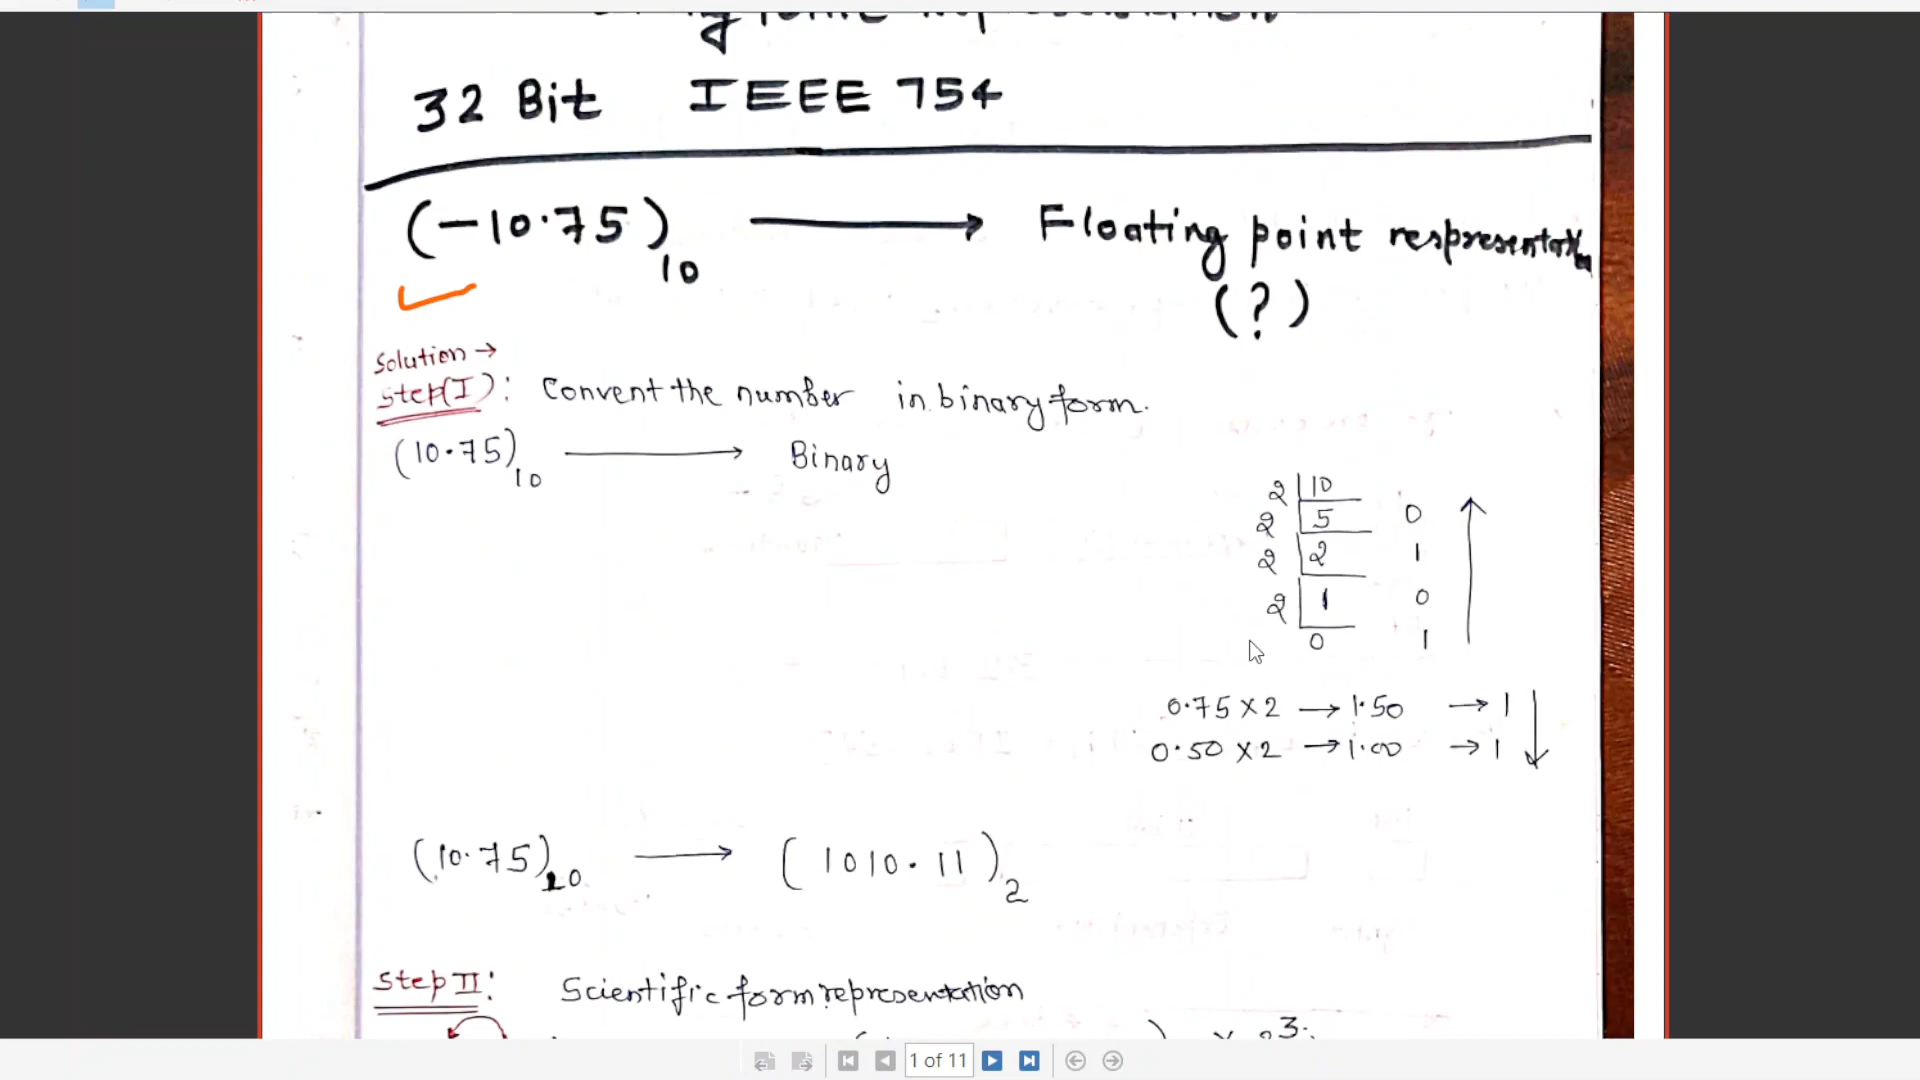 32 Bit IEEE 754
(-10.75)10 → Floating point
(?)
Solution →
Step(I): Convent the number in binary form.
(10.75)10 → Binary
2 10
2 5 0
2 2 1
2 1 0
0 1
0.75 × 2 → 1.50 → 1
0.50 × 2 → 1.00 → 1
(10.75)10 → (1010.11)2
Step II: Scientific form representation
1 of 11